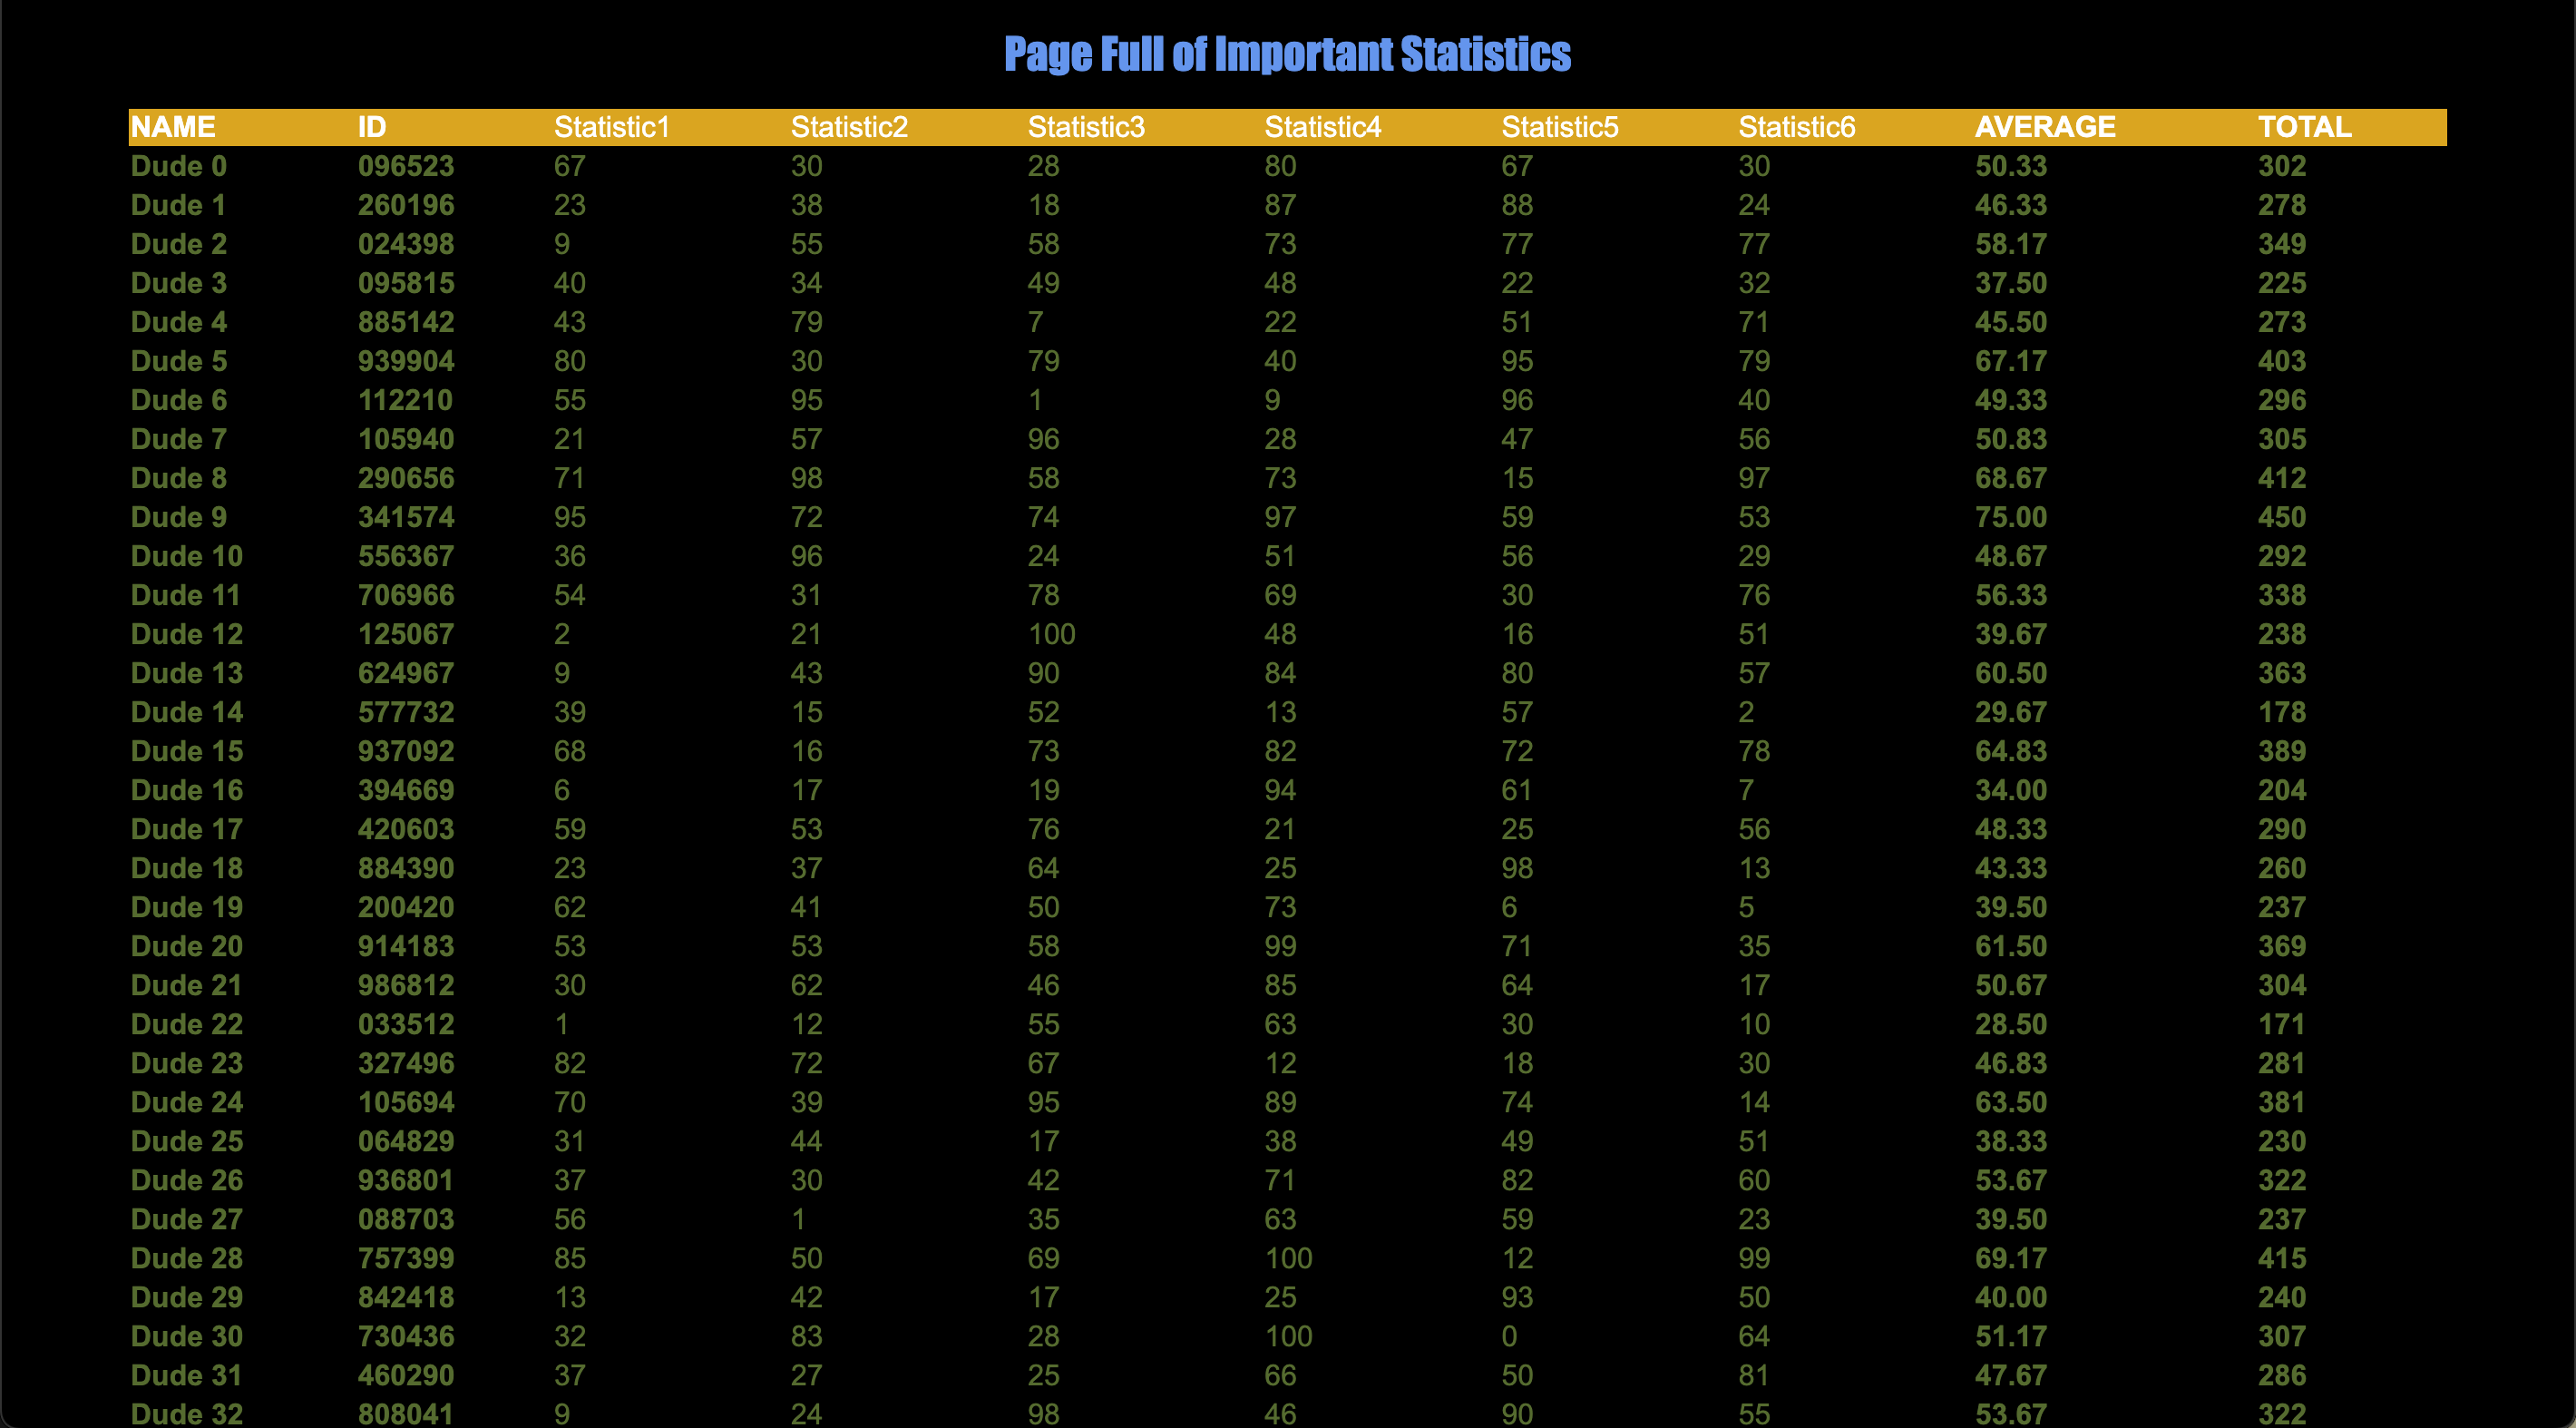 Page Full of Important Statistics
NAME ID Statistic1 Statistic2 Statistic3 Statistic4 Statistic5 Statistic6 AVERAGE TOTAL
Dude 0 096523 67 30 28 80 67 30 50.33 302
Dude 1 260196 23 38 18 87 88 24 46.33 278
Dude 2 024398 9 55 58 73 77 77 58.17 349
Dude 3 095815 40 34 49 48 22 32 37.50 225
Dude 4 885142 43 79 7 22 51 71 45.50 273
Dude 5 939904 80 30 79 40 95 79 67.17 403
Dude 6 112210 55 95 1 9 96 40 49.33 296
Dude 7 105940 21 57 96 28 47 56 50.83 305
Dude 8 290656 71 98 58 73 15 97 68.67 412
Dude 9 341574 95 72 74 97 59 53 75.00 450
Dude 10 556367 36 96 24 51 56 29 48.67 292
Dude 11 706966 54 31 78 69 30 76 56.33 338
Dude 12 125067 2 21 100 48 16 51 39.67 238
Dude 13 624967 9 43 90 84 80 57 60.50 363
Dude 14 577732 39 15 52 13 57 2 29.67 178
Dude 15 937092 68 16 73 82 72 78 64.83 389
Dude 16 394669 6 17 19 94 61 7 34.00 204
Dude 17 420603 59 53 76 21 25 56 48.33 290
Dude 18 884390 23 37 64 25 98 13 43.33 260
Dude 19 200420 62 41 50 73 6 5 39.50 237
Dude 20 914183 53 53 58 99 71 35 61.50 369
Dude 21 986812 30 62 46 85 64 17 50.67 304
Dude 22 033512 1 12 55 63 30 10 28.50 171
Dude 23 327496 82 72 67 12 18 30 46.83 281
Dude 24 105694 70 39 95 89 74 14 63.50 381
Dude 25 064829 31 44 17 38 49 51 38.33 230
Dude 26 936801 37 30 42 71 82 60 53.67 322
Dude 27 088703 56 1 35 63 59 23 39.50 237
Dude 28 757399 85 50 69 100 12 99 69.17 415
Dude 29 842418 13 42 17 25 93 50 40.00 240
Dude 30 730436 32 83 28 100 0 64 51.17 307
Dude 31 460290 37 27 25 66 50 81 47.67 286
Dude 32 808041 9 24 98 46 90 55 53.67 322